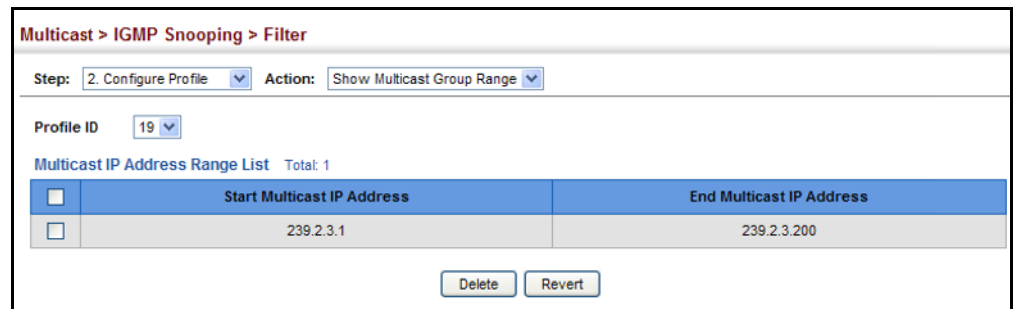 Multicast > IGMP Snooping > Filter
Step: 2. Configure Profile Action: Show Multicast Group Range
Profile ID 19
Multicast IP Address Range List Total: 1
Start Multicast IP Address End Multicast IP Address
239.2.3.1 239.2.3.200
Delete Revert